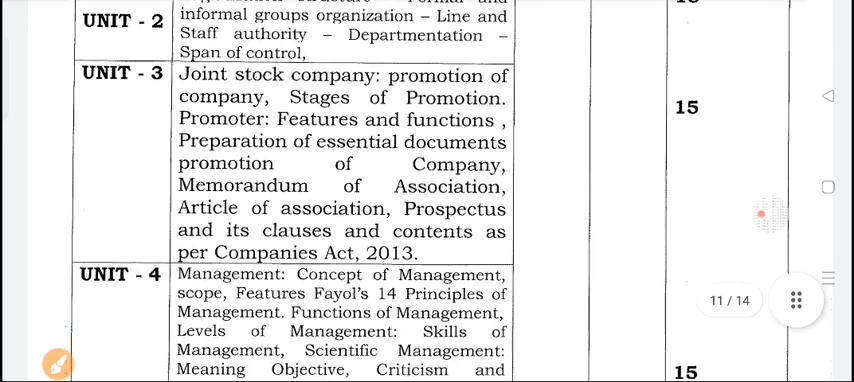 UNIT - 2
informal groups organization – Line and
Staff authority – Departmentation –
Span of control,
UNIT - 3
Joint stock company: promotion of
company, Stages of Promotion.
Promoter: Features and functions ,
Preparation of essential documents
promotion of Company,
Memorandum of Association,
Article of association, Prospectus
and its clauses and contents as
per Companies Act, 2013.
15
UNIT - 4
Management: Concept of Management,
scope, Features Fayol's 14 Principles of
Management. Functions of Management,
Levels of Management: Skills of
Management, Scientific Management:
Meaning Objective, Criticism and
15
11 / 14